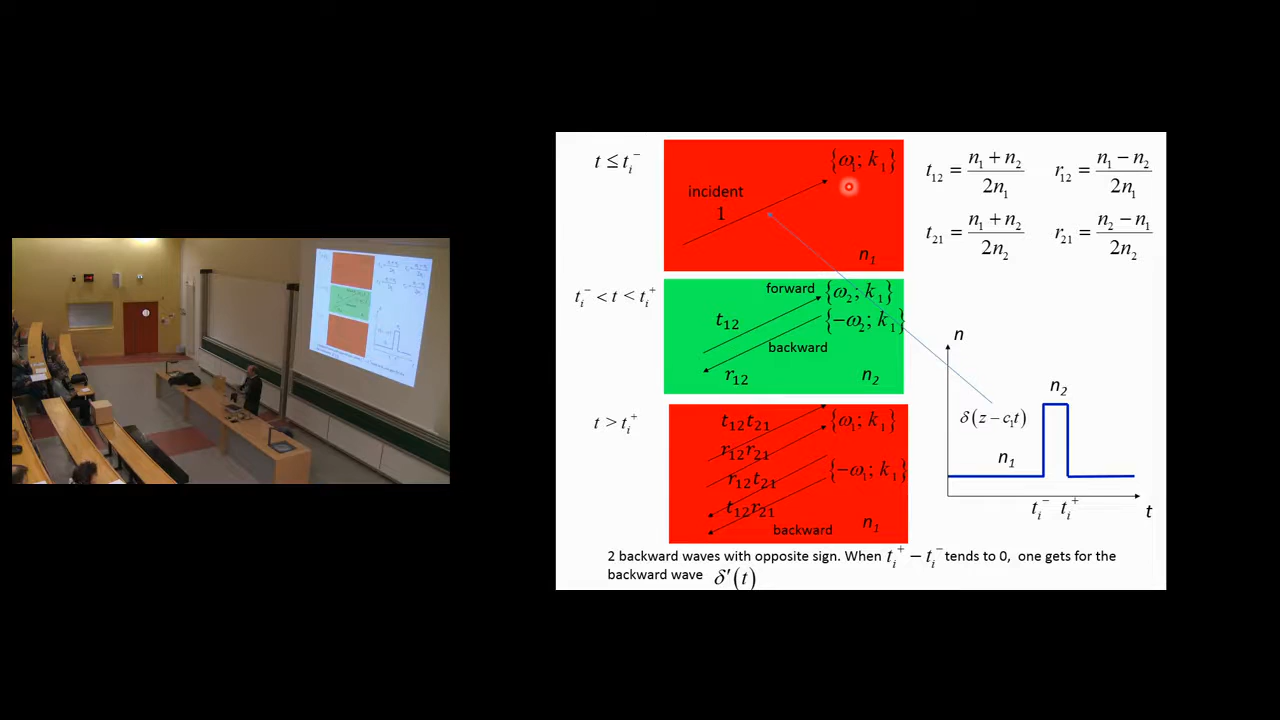 t ≤ tᵢ⁻
incident
1
{ω₁; k₁}
n₁
t₁₂ = (n₁ + n₂) / 2n₁
r₁₂ = (n₁ − n₂) / 2n₁
t₂₁ = (n₁ + n₂) / 2n₂
r₂₁ = (n₂ − n₁) / 2n₂
tᵢ⁻ < t < tᵢ⁺
forward {ω₂; k₁}
t₁₂
{−ω₂; k₁}
backward
r₁₂
n₂
t > tᵢ⁺
t₁₂t₂₁
{ω₁; k₁}
r₁₂r₂₁
r₁₂t₂₁
{−ω₁; k₁}
t₁₂r₂₁
backward
n₁
n
n₂
δ(z − c₁t)
n₁
tᵢ⁻ tᵢ⁺
t
2 backward waves with opposite sign. When tᵢ⁺ − tᵢ⁻ tends to 0, one gets for the
backward wave δ′(t)